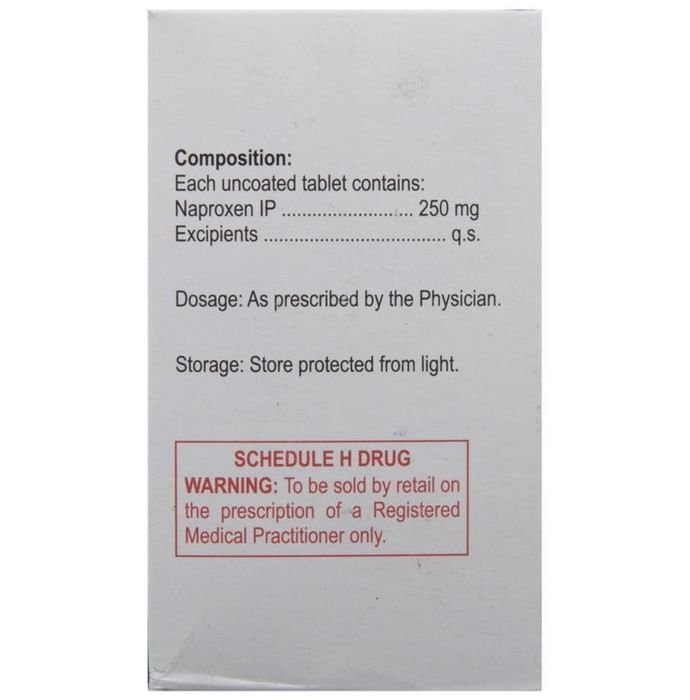 Composition:
Each uncoated tablet contains:
Naproxen IP .......................... 250 mg
Excipients .................................... q.s.
Dosage: As prescribed by the Physician.
Storage: Store protected from light.
SCHEDULE H DRUG
WARNING: To be sold by retail on
the prescription of a Registered
Medical Practitioner only.